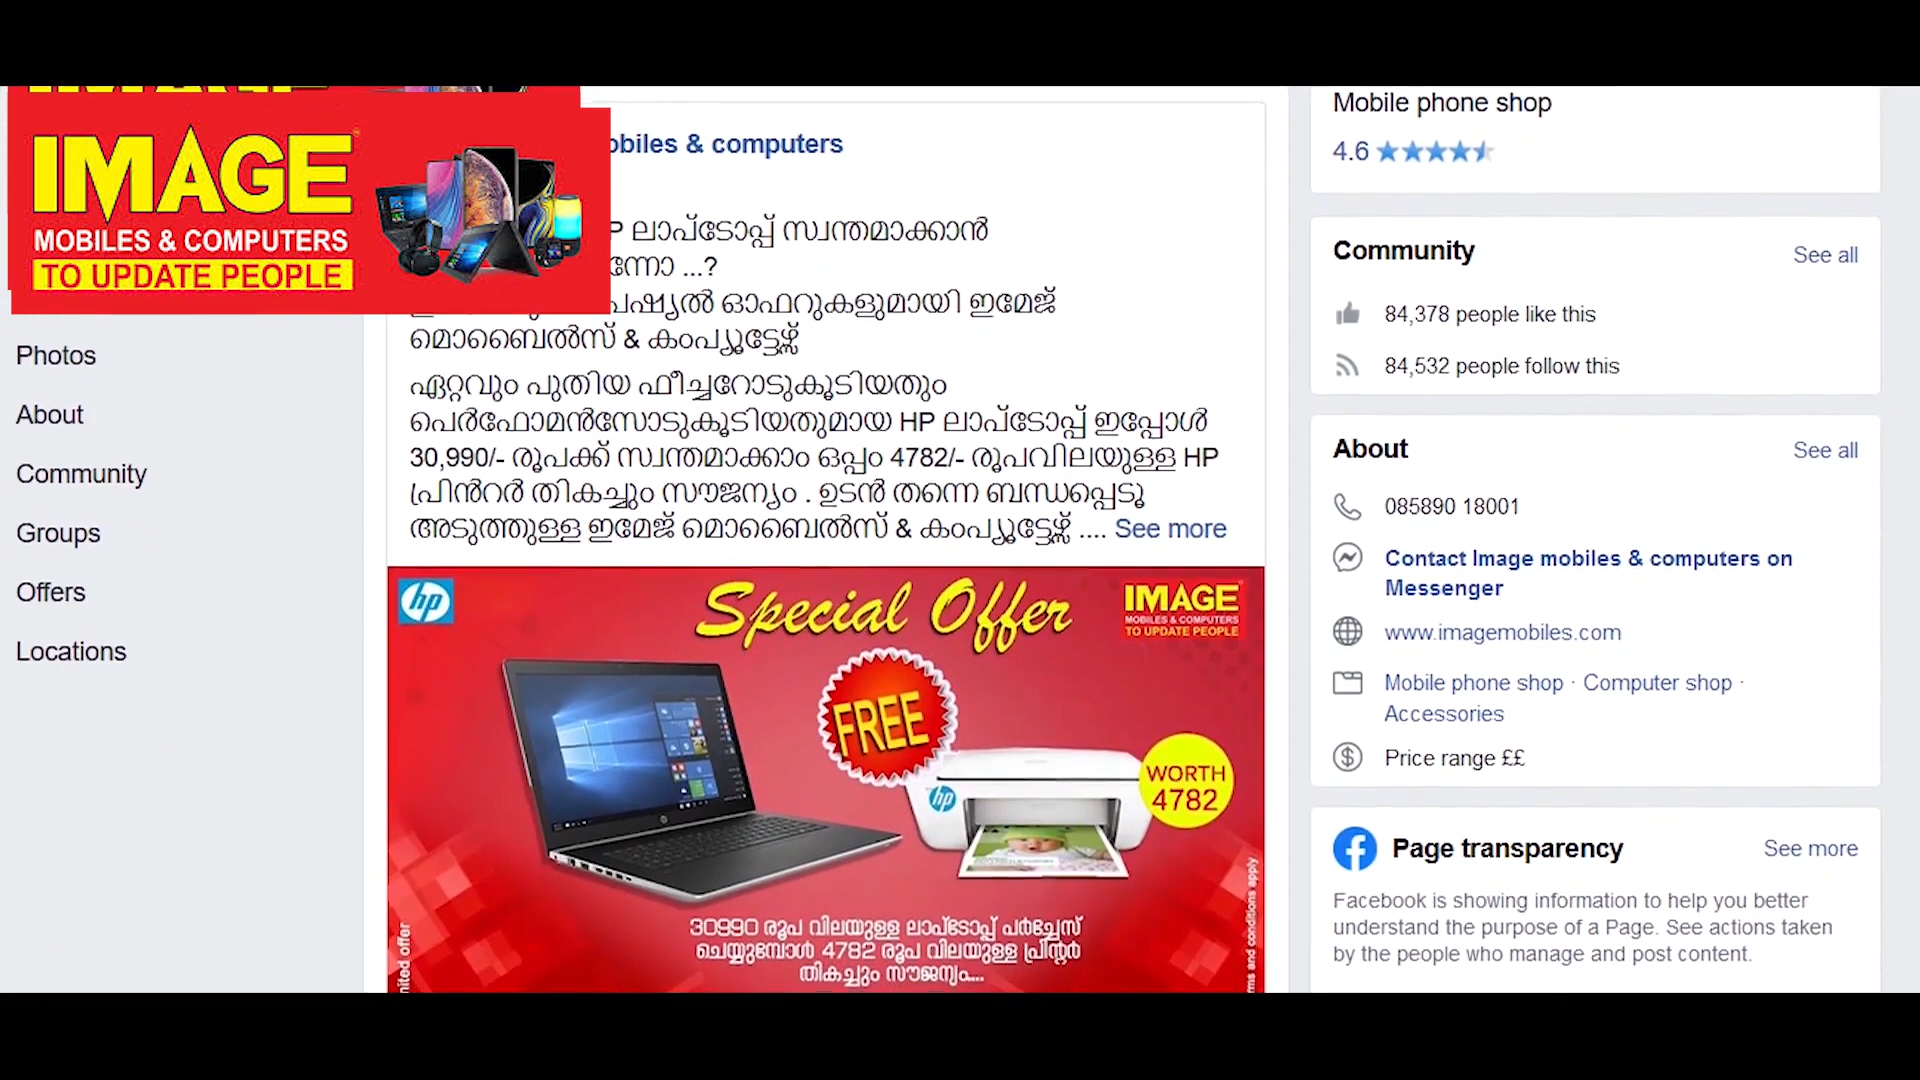 IMAGE
MOBILES & COMPUTERS
TO UPDATE PEOPLE
Photos
About
Community
Groups
Offers
Locations
mobiles & computers
ലാപ്ടോപ്പ് സ്വന്തമാക്കാൻ
...?
ഓഫറുകളുമായി ഇമേജ്
മൊബൈൽസ് & കംപ്യൂട്ടേഴ്സ്
ഏറ്റവും പുതിയ ഫീച്ചറോടുകൂടിയതും
പെർഫോമൻസോടുകൂടിയതുമായ HP ലാപ്ടോപ്പ് ഇപ്പോൾ
30,990/- രൂപക്ക് സ്വന്തമാക്കാം ഒപ്പം 4782/- രൂപവിലയുള്ള HP
പ്രിൻറർ തികച്ചും സൗജന്യം . ഉടൻ തന്നെ ബന്ധപ്പെടൂ
അടുത്തുള്ള ഇമേജ് മൊബൈൽസ് & കംപ്യൂട്ടേഴ്സ് .... See more
hp
Special Offer
IMAGE
MOBILES & COMPUTERS
TO UPDATE PEOPLE
FREE
hp
WORTH
4782
30990 രൂപ വിലയുള്ള ലാപ്ടോപ്പ് പർച്ചേസ്
ചെയ്യുമ്പോൾ 4782 രൂപ വിലയുള്ള പ്രിന്റർ
തികച്ചും സൗജന്യം....
offer
and conditions apply
Mobile phone shop
4.6
Community
See all
84,378 people like this
84,532 people follow this
About
See all
085890 18001
Contact Image mobiles & computers on
Messenger
www.imagemobiles.com
Mobile phone shop · Computer shop ·
Accessories
Price range ££
Page transparency
See more
Facebook is showing information to help you better
understand the purpose of a Page. See actions taken
by the people who manage and post content.